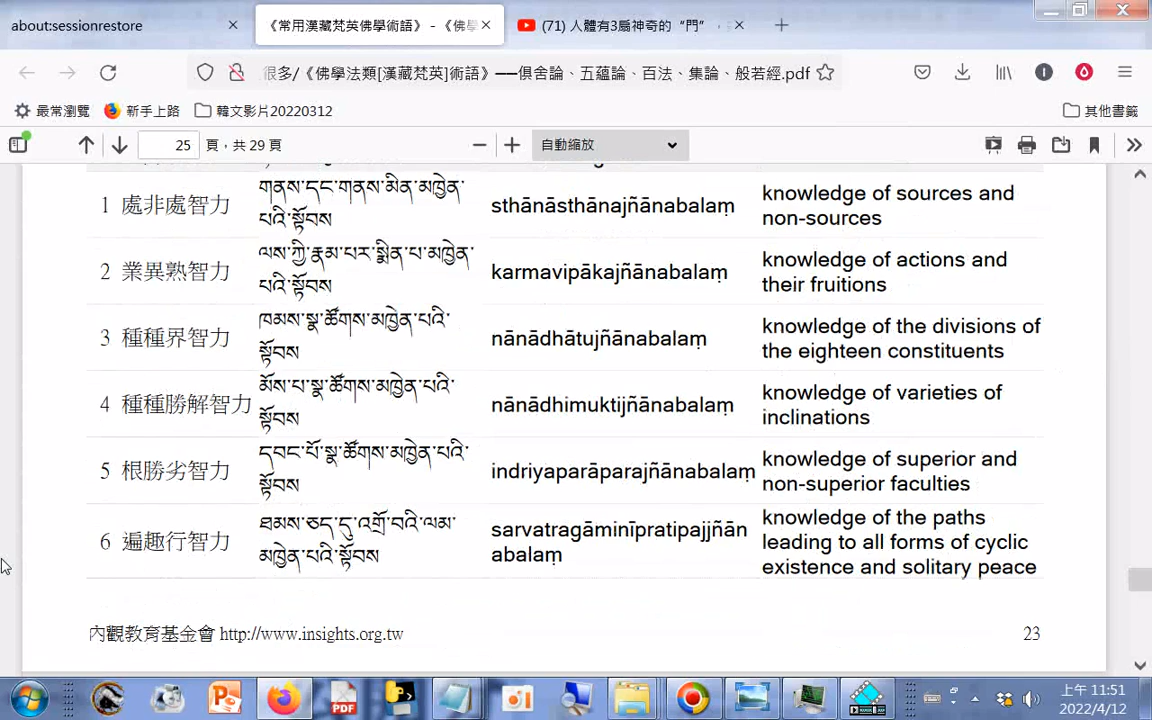 about:sessionrestore
《常用漢藏梵英佛學術語》 - 《佛學
(71) 人體有3扇神奇的“門”，
很多/《佛學法類[漢藏梵英]術語》──俱舍論、五蘊論、百法、集論、般若經.pdf
最常瀏覽 新手上路 韓文影片20220312 其他書籤
25 頁，共 29 頁 自動縮放
1 處非處智力 གནས་དང་གནས་མིན་མཁྱེན་པའི་སྟོབས sthānāsthānajñānabalaṃ knowledge of sources and
non-sources
2 業異熟智力 ལས་ཀྱི་རྣམ་པར་སྨིན་པ་མཁྱེན་པའི་སྟོབས karmavipākajñānabalaṃ knowledge of actions and
their fruitions
3 種種界智力 ཁམས་སྣ་ཚོགས་མཁྱེན་པའི་སྟོབས nānādhātujñānabalaṃ knowledge of the divisions of
the eighteen constituents
4 種種勝解智力 མོས་པ་སྣ་ཚོགས་མཁྱེན་པའི་སྟོབས nānādhimuktijñānabalaṃ knowledge of varieties of
inclinations
5 根勝劣智力 དབང་པོ་སྣ་ཚོགས་མཁྱེན་པའི་སྟོབས indriyaparāparajñānabalaṃ knowledge of superior and
non-superior faculties
6 遍趣行智力 ཐམས་ཅད་དུ་འགྲོ་བའི་ལམ་མཁྱེན་པའི་སྟོབས sarvatragāminīpratipajjñān
abalaṃ knowledge of the paths
leading to all forms of cyclic
existence and solitary peace
內觀教育基金會 http://www.insights.org.tw 23
上午 11:51
2022/4/12